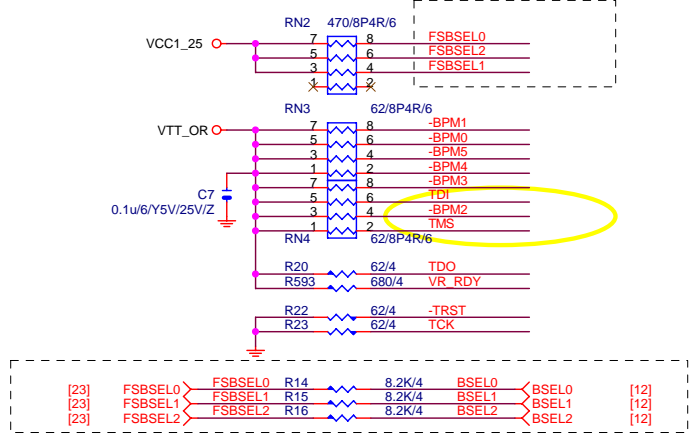 RN2 470/8P4R/6
VCC1_25 7 8 FSBSEL0
5 6 FSBSEL2
3 4 FSBSEL1
1 2
RN3 62/8P4R/6
VTT_OR 7 8 -BPM1
5 6 -BPM0
3 4 -BPM5
1 2 -BPM4
7 8 -BPM3
C7 5 6 TDI
0.1u/6/Y5V/25V/Z 3 4 -BPM2
1 2 TMS
RN4 62/8P4R/6
R20 62/4 TDO
R593 680/4 VR_RDY
R22 62/4 -TRST
R23 62/4 TCK
[23] FSBSEL0 FSBSEL0 R14 8.2K/4 BSEL0 BSEL0 [12]
[23] FSBSEL1 FSBSEL1 R15 8.2K/4 BSEL1 BSEL1 [12]
[23] FSBSEL2 FSBSEL2 R16 8.2K/4 BSEL2 BSEL2 [12]